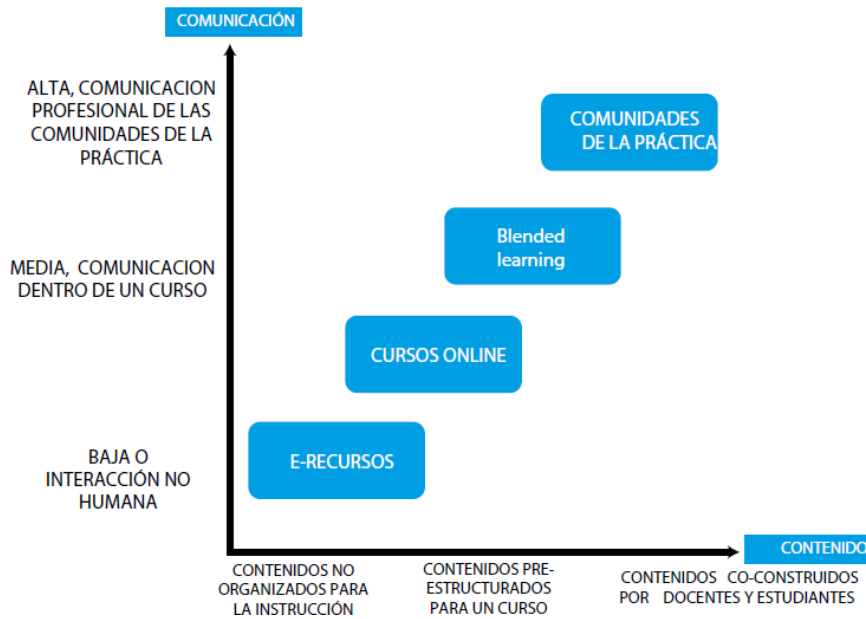 COMUNICACIÓN
ALTA, COMUNICACION
PROFESIONAL DE LAS
COMUNIDADES DE LA
PRÁCTICA
COMUNIDADES
DE LA PRÁCTICA
Blended
learning
MEDIA, COMUNICACION
DENTRO DE UN CURSO
CURSOS ONLINE
E-RECURSOS
BAJA O
INTERACCIÓN NO
HUMANA
CONTENIDO
CONTENIDOS NO
ORGANIZADOS PARA
LA INSTRUCCIÓN
CONTENIDOS PRE-
ESTRUCTURADOS
PARA UN CURSO
CONTENIDOS CO-CONSTRUIDOS
POR DOCENTES Y ESTUDIANTES